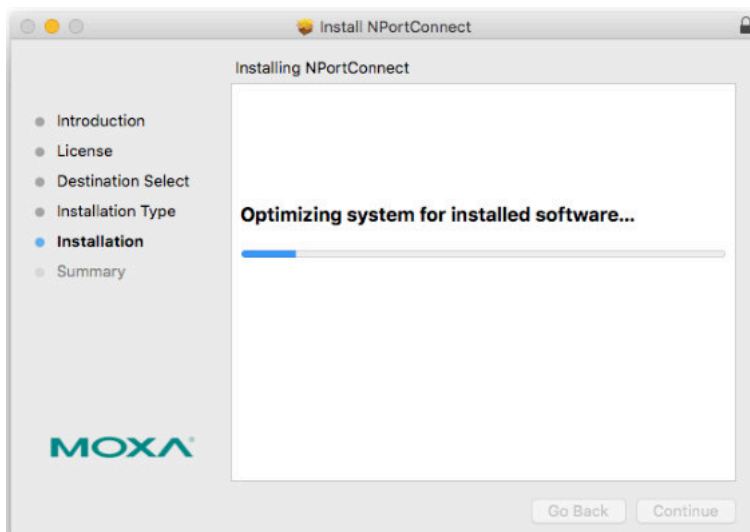 Install NPortConnect
Installing NPortConnect
Introduction
License
Destination Select
Installation Type
Installation
Summary
Optimizing system for installed software...
MOXA®
Go Back
Continue